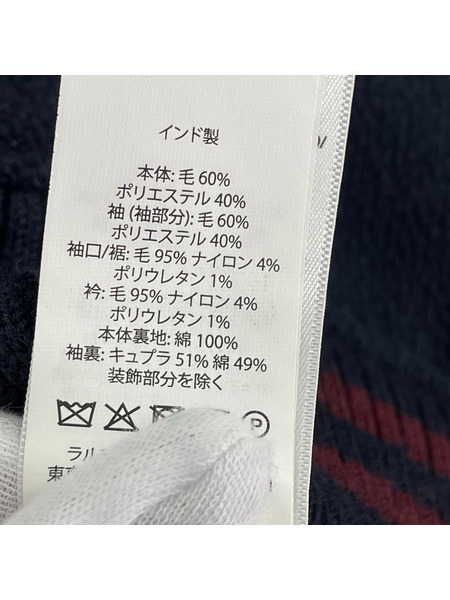 インド製
本体: 毛 60%
ポリエステル 40%
袖 (袖部分): 毛 60%
ポリエステル 40%
袖口/裾: 毛 95% ナイロン 4%
ポリウレタン 1%
衿: 毛 95% ナイロン 4%
ポリウレタン 1%
本体裏地: 綿 100%
袖裏: キュプラ 51% 綿 49%
装飾部分を除く
P
ラル
東京